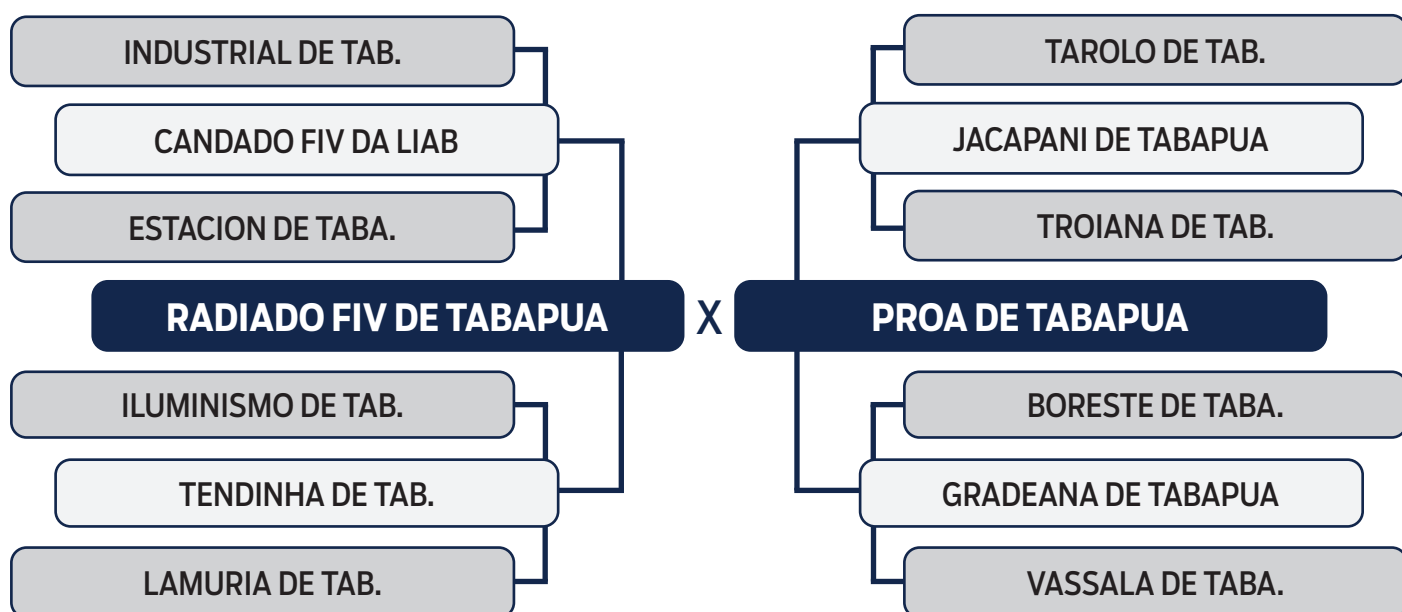 INDUSTRIAL DE TAB.
TAROLO DE TAB.
CANDADO FIV DA LIAB
JACAPANI DE TABAPUA
ESTACION DE TABA.
TROIANA DE TAB.
RADIADO FIV DE TABAPUA X PROA DE TABAPUA
ILUMINISMO DE TAB.
BORESTE DE TABA.
TENDINHA DE TAB.
GRADEANA DE TABAPUA
LAMURIA DE TAB.
VASSALA DE TABA.